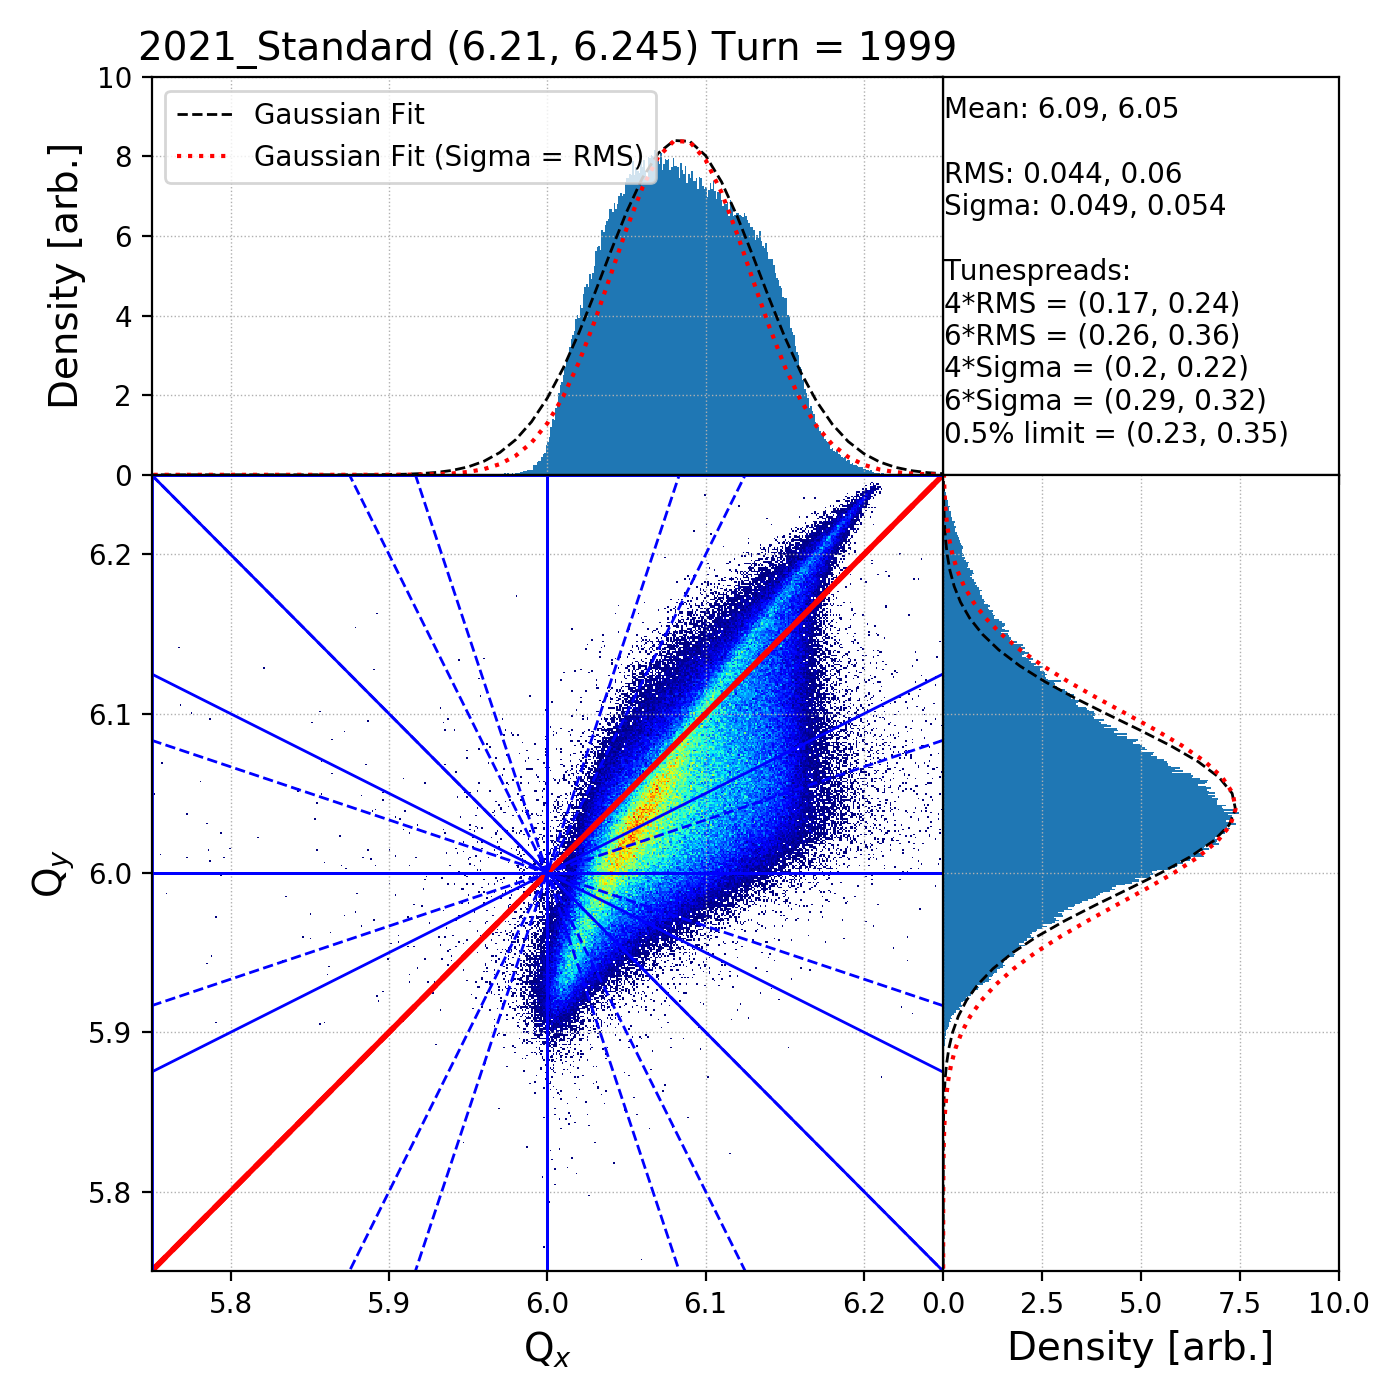 2021_Standard (6.21, 6.245) Turn = 1999
10
8
6
4
2
0
Density [arb.]
Gaussian Fit
Gaussian Fit (Sigma = RMS)
Mean: 6.09, 6.05
RMS: 0.044, 0.06
Sigma: 0.049, 0.054
Tunespreads:
4*RMS = (0.17, 0.24)
6*RMS = (0.26, 0.36)
4*Sigma = (0.2, 0.22)
6*Sigma = (0.29, 0.32)
0.5% limit = (0.23, 0.35)
6.2
6.1
6.0
5.9
5.8
Qy
5.8 5.9 6.0 6.1 6.2 0.0 2.5 5.0 7.5 10.0
Qx
Density [arb.]